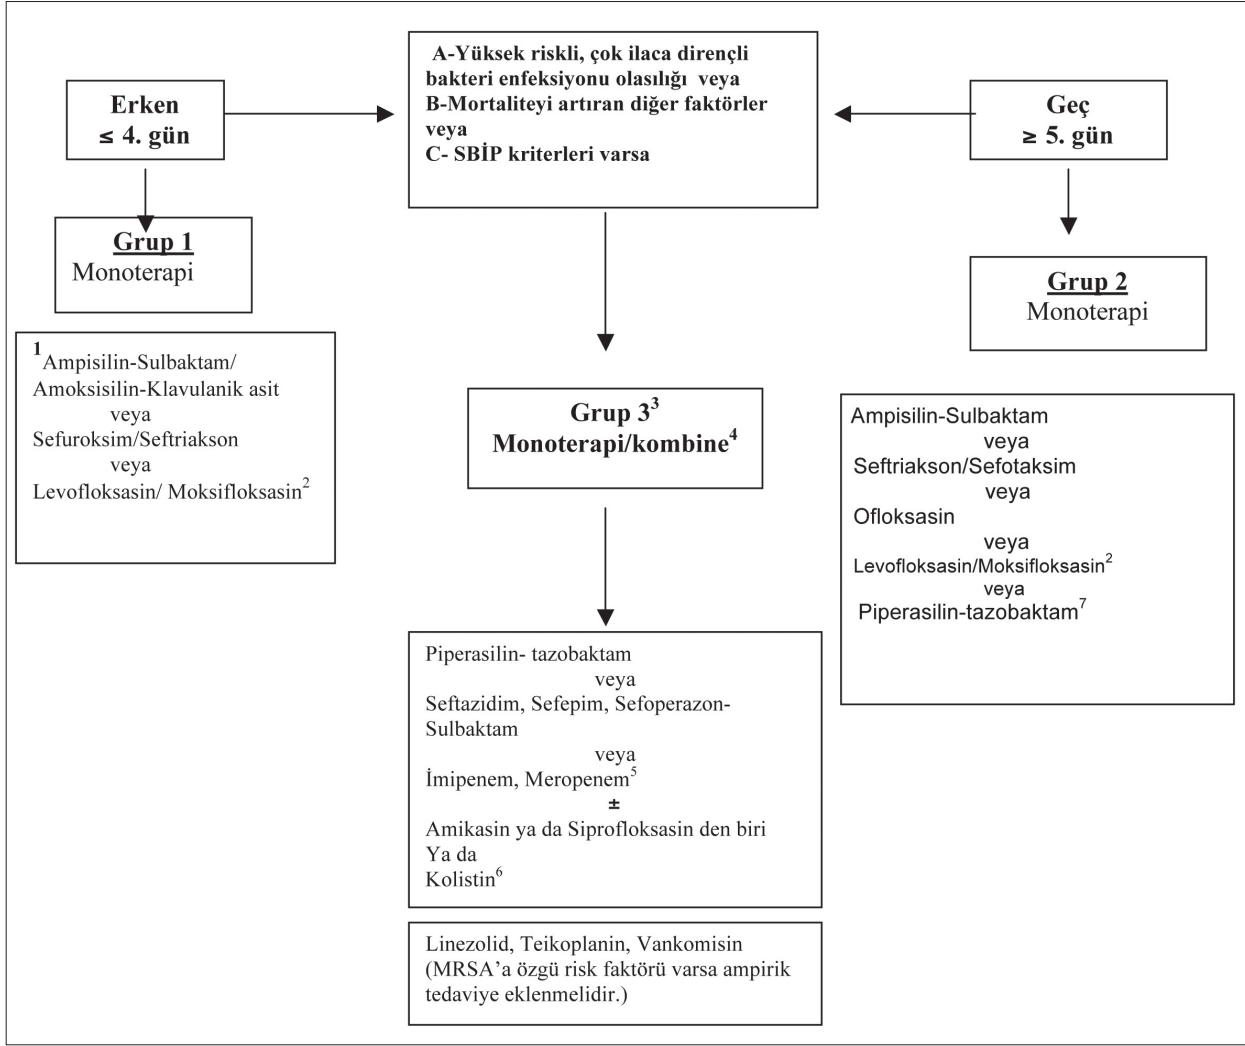 Erken
≤ 4. gün
A-Yüksek riskli, çok ilaca dirençli
bakteri enfeksiyonu olasılığı veya
B-Mortaliteyi artıran diğer faktörler
veya
C- SBİP kriterleri varsa
Geç
≥ 5. gün
Grup 1
Monoterapi
Grup 2
Monoterapi
1Ampisilin-Sulbaktam/
Amoksisilin-Klavulanik asit
veya
Sefuroksim/Seftriakson
veya
Levofloksasin/ Moksifloksasin2
Grup 33
Monoterapi/kombine4
Ampisilin-Sulbaktam
veya
Seftriakson/Sefotaksim
veya
Ofloksasin
veya
Levofloksasin/Moksifloksasin2
veya
Piperasilin-tazobaktam7
Piperasilin- tazobaktam
veya
Seftazidim, Sefepim, Sefoperazon-
Sulbaktam
veya
İmipenem, Meropenem5
±
Amikasin ya da Siprofloksasin den biri
Ya da
Kolistin6
Linezolid, Teikoplanin, Vankomisin
(MRSA’a özgü risk faktörü varsa ampirik
tedaviye eklenmelidir.)